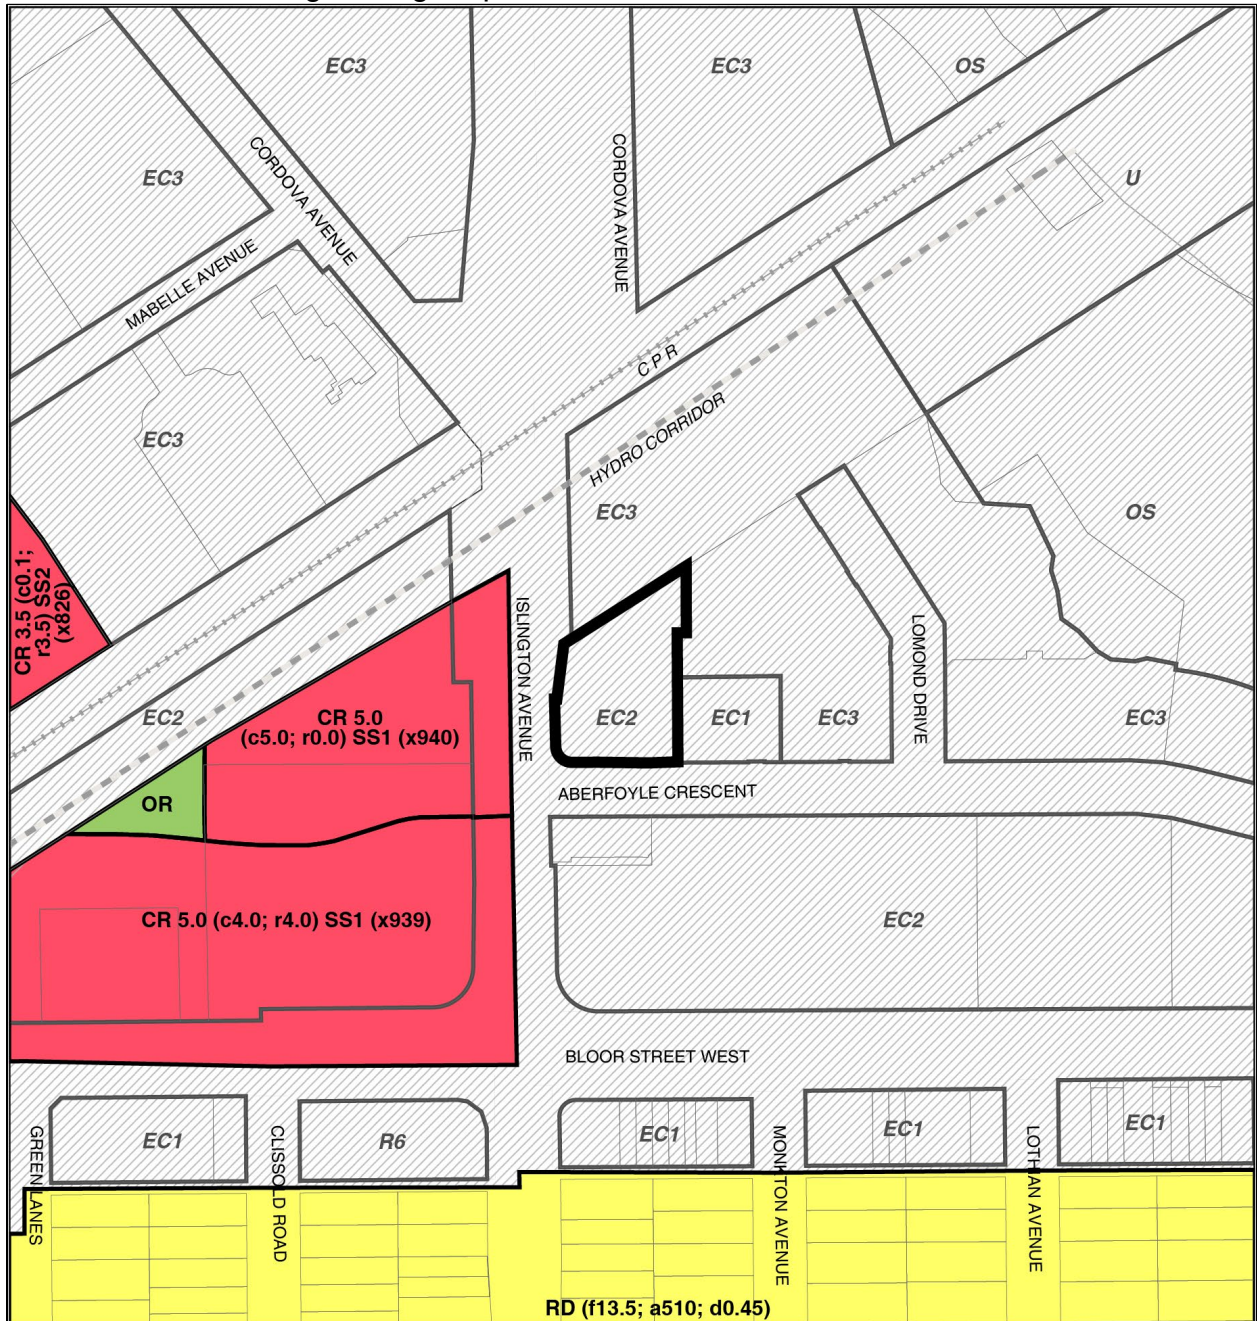 EC3
EC3
OS
EC3
CORDOVA AVENUE
CORDOVA AVENUE
U
MABELLE AVENUE
C P R
HYDRO CORRIDOR
EC3
EC3
OS
CR 3.5 (c0.1;
r3.5) SS2
(x826)
ISLINGTON AVENUE
LOMOND DRIVE
EC2
CR 5.0
(c5.0; r0.0) SS1 (x940)
EC2
EC1
EC3
EC3
OR
ABERFOYLE CRESCENT
CR 5.0 (c4.0; r4.0) SS1 (x939)
EC2
BLOOR STREET WEST
GREEN LANES
EC1
CLISSOLD ROAD
R6
EC1
MONKTON AVENUE
EC1
LOTHIAN AVENUE
EC1
RD (f13.5; a510; d0.45)